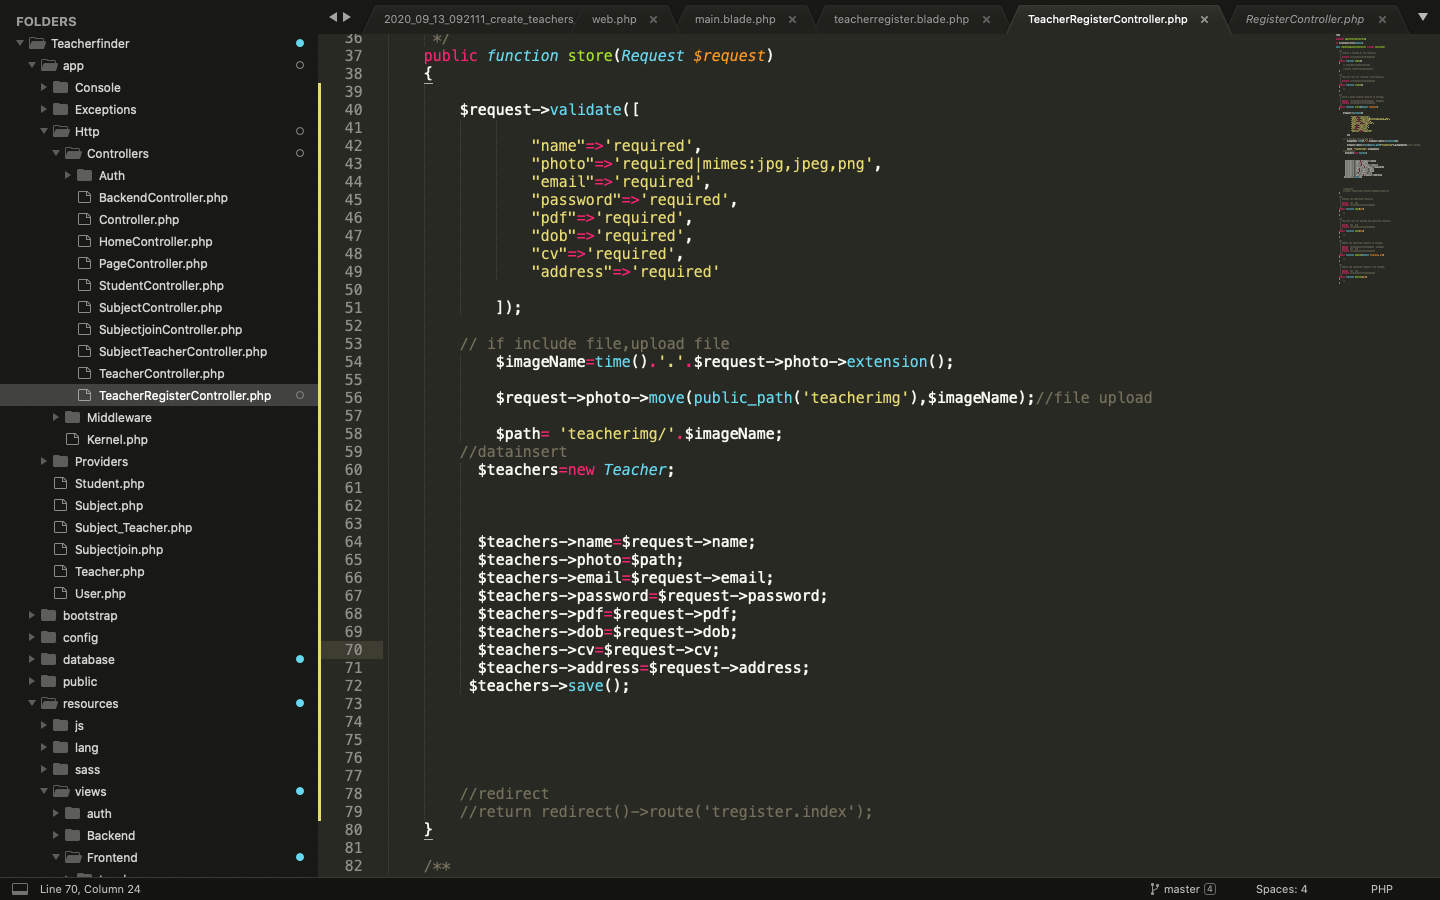 FOLDERS
Teacherfinder
app
Console
Exceptions
Http
Controllers
Auth
BackendController.php
Controller.php
HomeController.php
PageController.php
StudentController.php
SubjectController.php
SubjectjoinController.php
SubjectTeacherController.php
TeacherController.php
TeacherRegisterController.php
Middleware
Kernel.php
Providers
Student.php
Subject.php
Subject_Teacher.php
Subjectjoin.php
Teacher.php
User.php
bootstrap
config
database
public
resources
js
lang
sass
views
auth
Backend
Frontend
2020_09_13_092111_create_teachers_ web.php × main.blade.php × teacherregister.blade.php × TeacherRegisterController.php × RegisterController.php ×
36 */
37 public function store(Request $request)
38 {
39
40 $request->validate([
41
42 "name"=>'required',
43 "photo"=>'required|mimes:jpg,jpeg,png',
44 "email"=>'required',
45 "password"=>'required',
46 "pdf"=>'required',
47 "dob"=>'required',
48 "cv"=>'required',
49 "address"=>'required'
50
51 ]);
52
53 // if include file,upload file
54 $imageName=time().'.'.$request->photo->extension();
55
56 $request->photo->move(public_path('teacherimg'),$imageName);//file upload
57
58 $path= 'teacherimg/'.$imageName;
59 //datainsert
60 $teachers=new Teacher;
61
62
63
64 $teachers->name=$request->name;
65 $teachers->photo=$path;
66 $teachers->email=$request->email;
67 $teachers->password=$request->password;
68 $teachers->pdf=$request->pdf;
69 $teachers->dob=$request->dob;
70 $teachers->cv=$request->cv;
71 $teachers->address=$request->address;
72 $teachers->save();
73
74
75
76
77
78 //redirect
79 //return redirect()->route('tregister.index');
80 }
81
82 /**
Line 70, Column 24
master 4
Spaces: 4
PHP